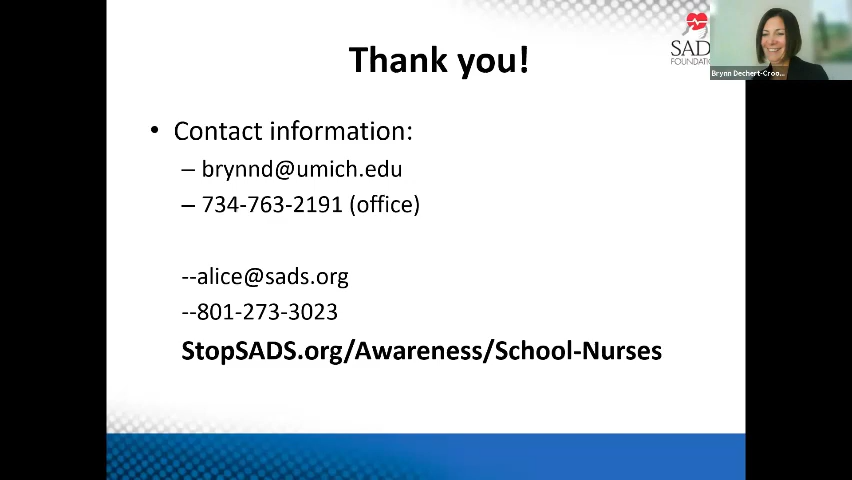 Thank you!
SADS
FOUNDATION
Brynn Dechert-Croo...
• Contact information:
– brynnd@umich.edu
– 734-763-2191 (office)
--alice@sads.org
--801-273-3023
StopSADS.org/Awareness/School-Nurses